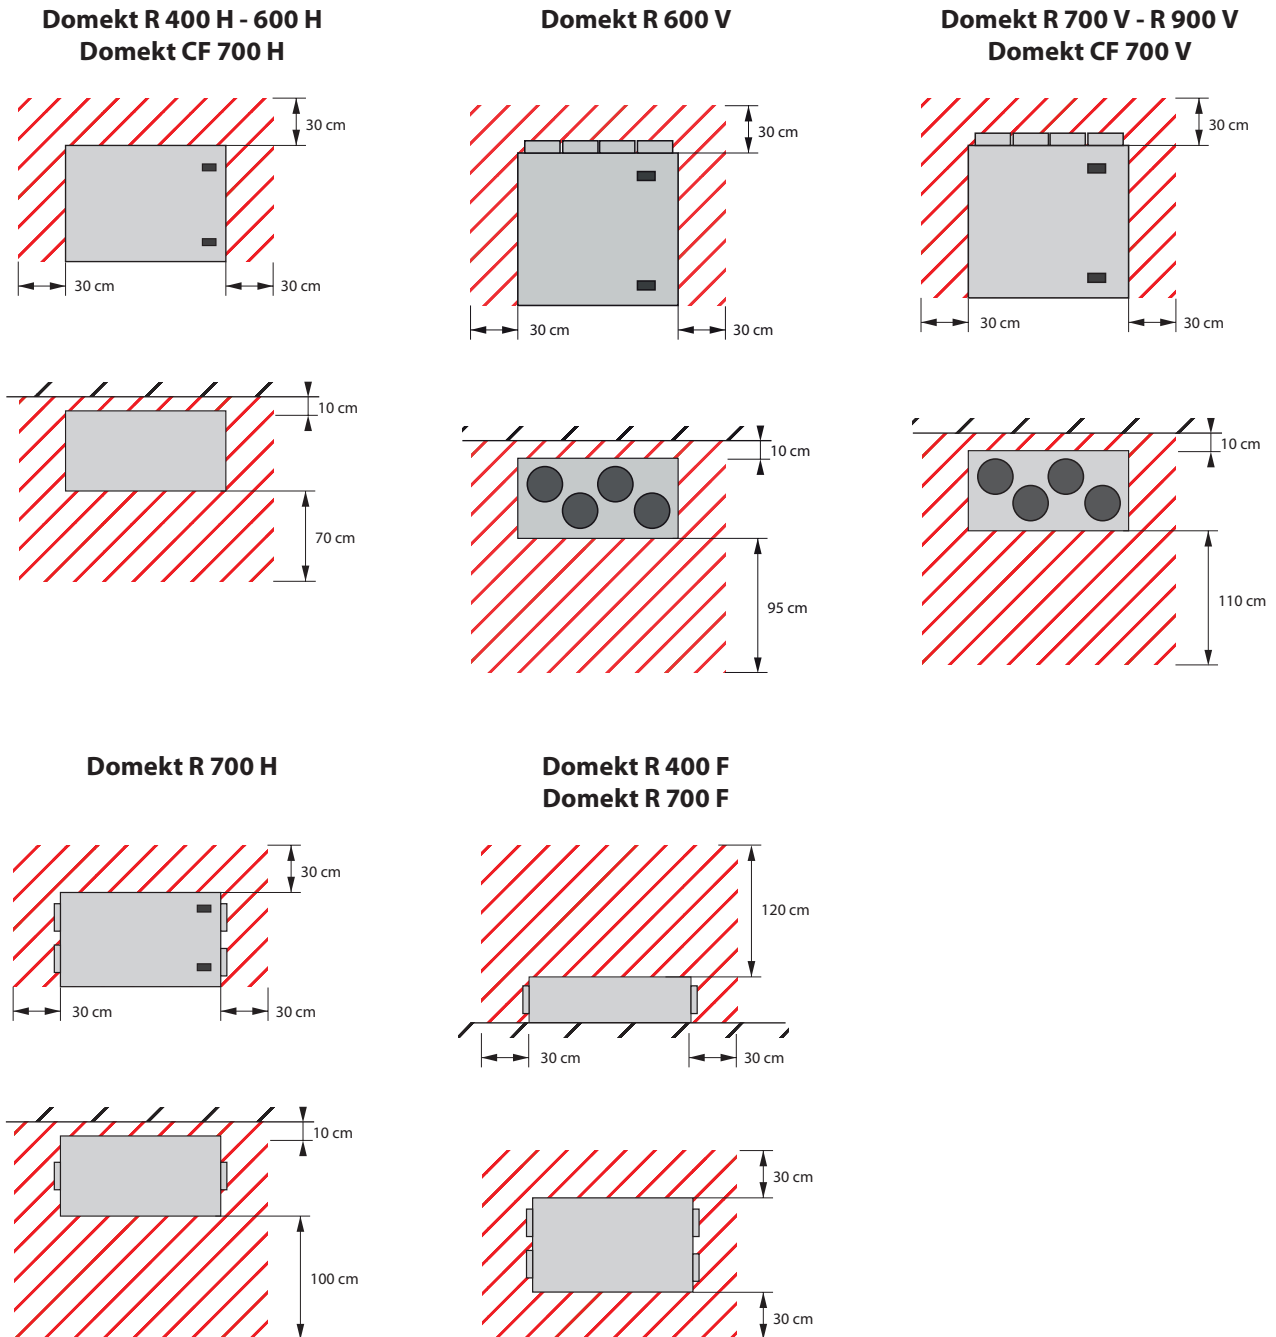 Domekt R 400 H - 600 H
Domekt CF 700 H
30 cm
30 cm
30 cm
10 cm
70 cm
Domekt R 600 V
30 cm
30 cm
30 cm
10 cm
95 cm
Domekt R 700 V - R 900 V
Domekt CF 700 V
30 cm
30 cm
30 cm
10 cm
110 cm
Domekt R 700 H
30 cm
30 cm
30 cm
10 cm
100 cm
Domekt R 400 F
Domekt R 700 F
120 cm
30 cm
30 cm
30 cm
30 cm